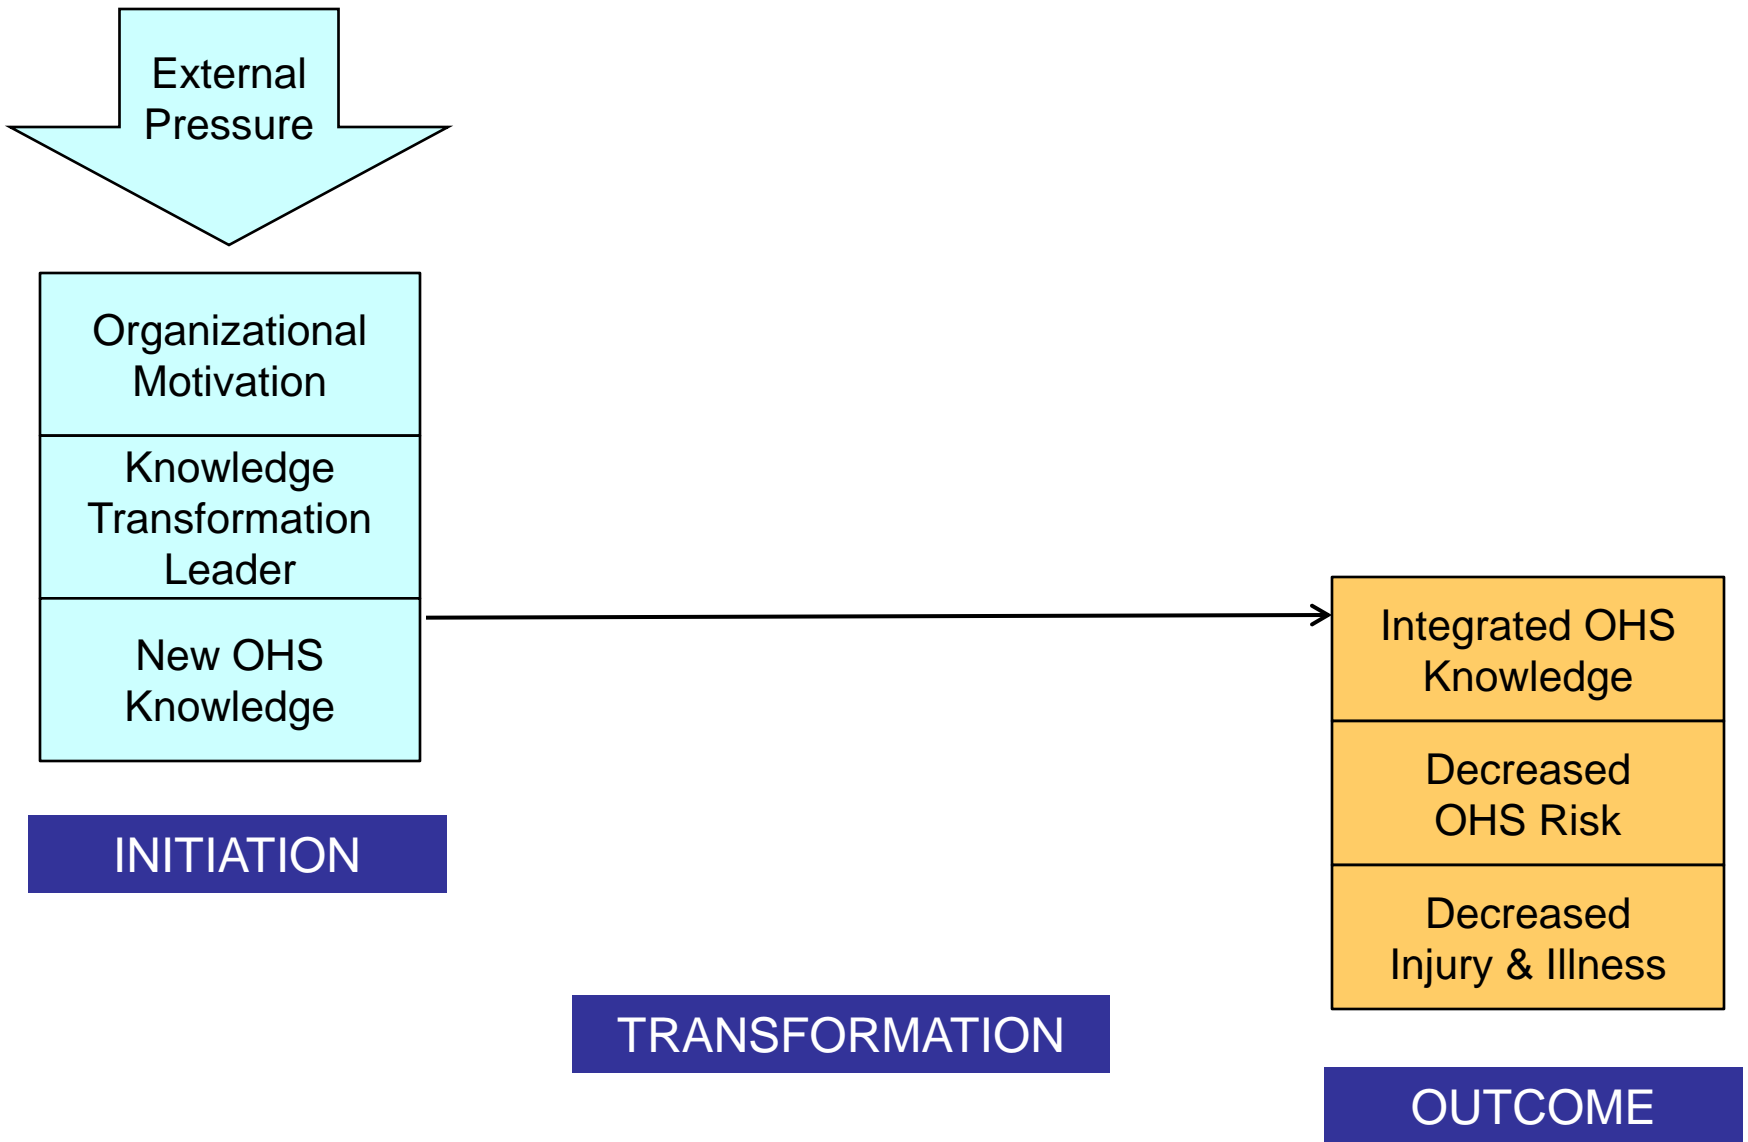 External
Pressure
Organizational
Motivation
Knowledge
Transformation
Leader
New OHS
Knowledge
INITIATION
TRANSFORMATION
Integrated OHS
Knowledge
Decreased
OHS Risk
Decreased
Injury & Illness
OUTCOME